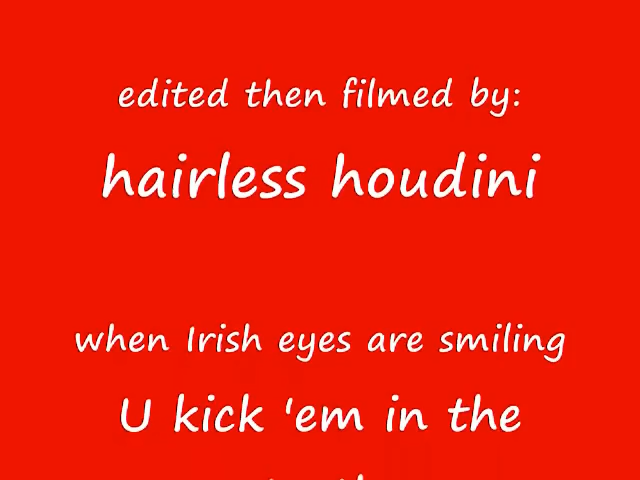 edited then filmed by:
hairless houdini
when Irish eyes are smiling
U kick 'em in the